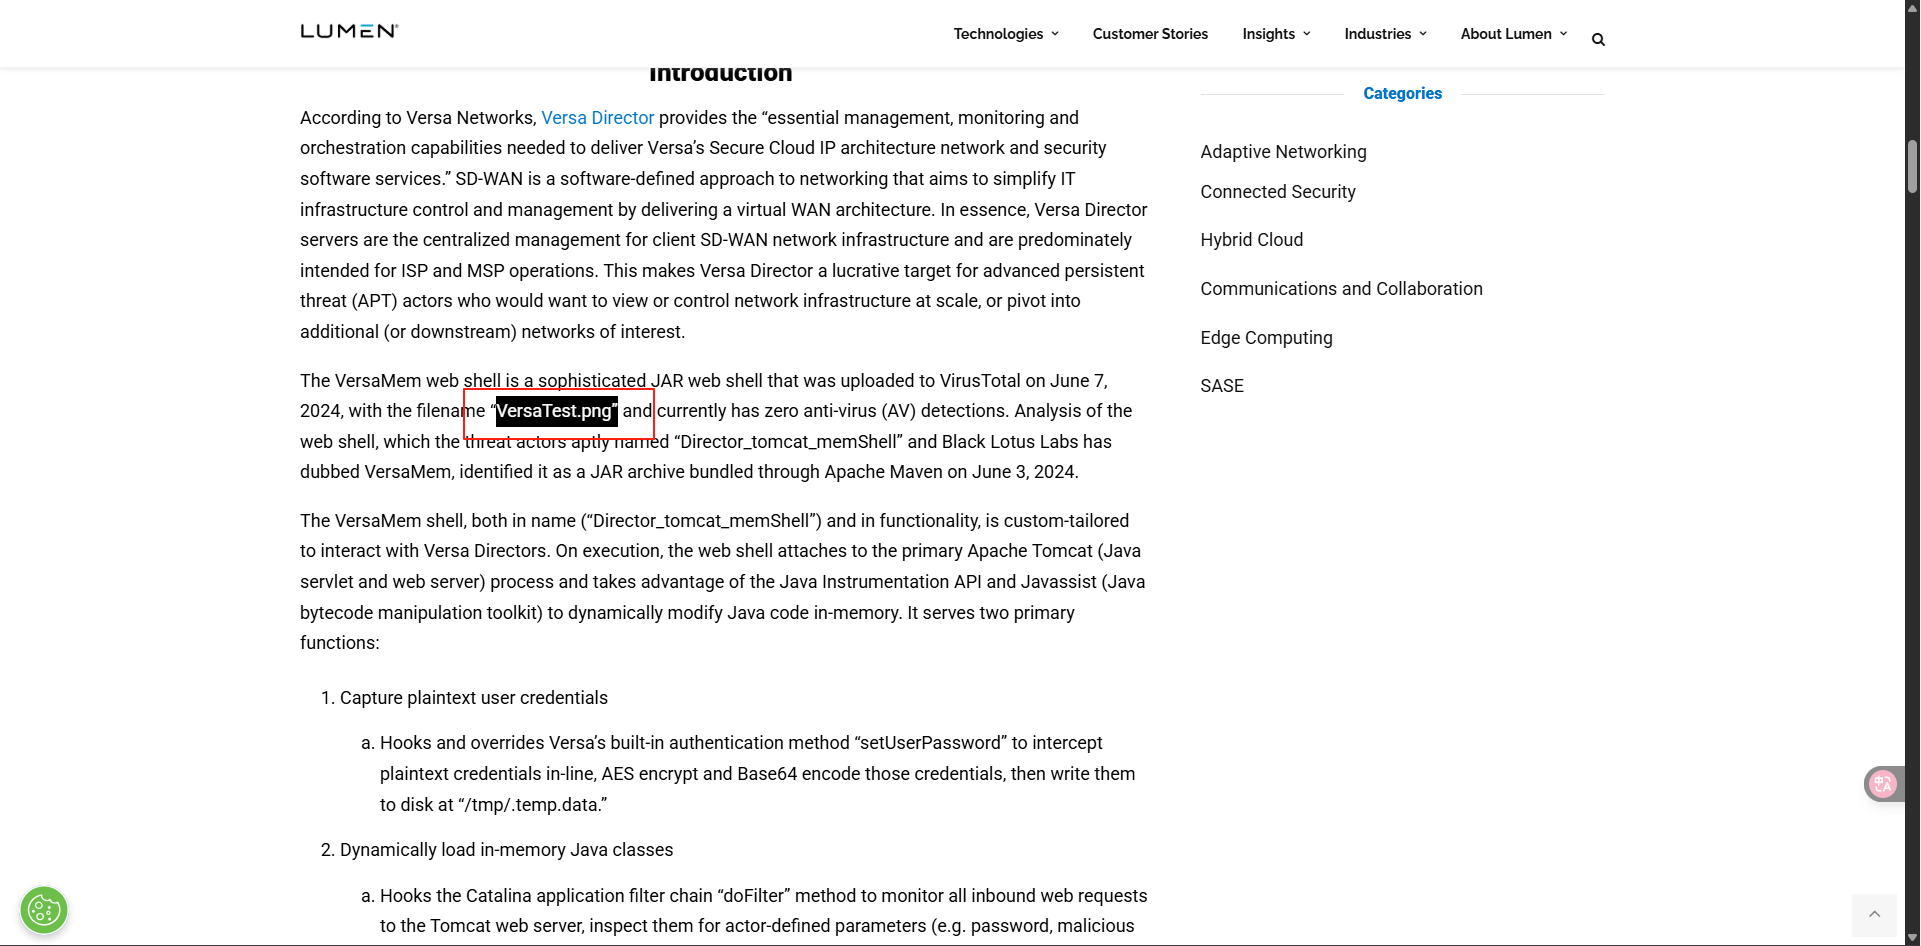 LUMEN®
Technologies
Customer Stories
Insights
Industries
About Lumen
Introduction
According to Versa Networks, Versa Director provides the “essential management, monitoring and
orchestration capabilities needed to deliver Versa’s Secure Cloud IP architecture network and security
software services.” SD-WAN is a software-defined approach to networking that aims to simplify IT
infrastructure control and management by delivering a virtual WAN architecture. In essence, Versa Director
servers are the centralized management for client SD-WAN network infrastructure and are predominately
intended for ISP and MSP operations. This makes Versa Director a lucrative target for advanced persistent
threat (APT) actors who would want to view or control network infrastructure at scale, or pivot into
additional (or downstream) networks of interest.
The VersaMem web shell is a sophisticated JAR web shell that was uploaded to VirusTotal on June 7,
2024, with the filename “VersaTest.png” and currently has zero anti-virus (AV) detections. Analysis of the
web shell, which the threat actors aptly named “Director_tomcat_memShell” and Black Lotus Labs has
dubbed VersaMem, identified it as a JAR archive bundled through Apache Maven on June 3, 2024.
The VersaMem shell, both in name (“Director_tomcat_memShell”) and in functionality, is custom-tailored
to interact with Versa Directors. On execution, the web shell attaches to the primary Apache Tomcat (Java
servlet and web server) process and takes advantage of the Java Instrumentation API and Javassist (Java
bytecode manipulation toolkit) to dynamically modify Java code in-memory. It serves two primary
functions:
1. Capture plaintext user credentials
a. Hooks and overrides Versa’s built-in authentication method “setUserPassword” to intercept
plaintext credentials in-line, AES encrypt and Base64 encode those credentials, then write them
to disk at “/tmp/.temp.data.”
2. Dynamically load in-memory Java classes
a. Hooks the Catalina application filter chain “doFilter” method to monitor all inbound web requests
to the Tomcat web server, inspect them for actor-defined parameters (e.g. password, malicious
Categories
Adaptive Networking
Connected Security
Hybrid Cloud
Communications and Collaboration
Edge Computing
SASE
中A